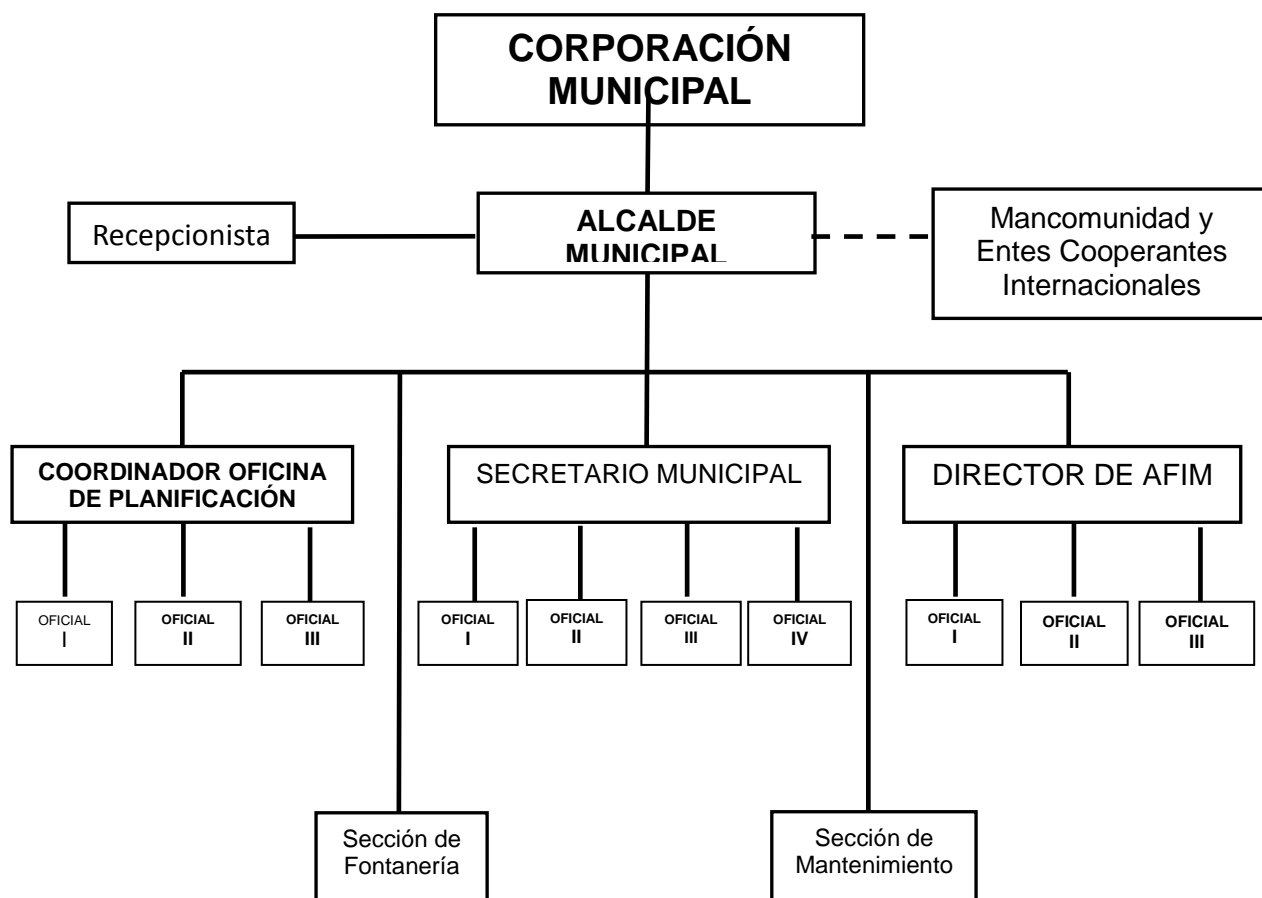 CORPORACIÓN
MUNICIPAL
Recepcionista
ALCALDE
MUNICIPAL
Mancomunidad y
Entes Cooperantes
Internacionales
COORDINADOR OFICINA
DE PLANIFICACIÓN
SECRETARIO MUNICIPAL
DIRECTOR DE AFIM
OFICIAL
I
OFICIAL
II
OFICIAL
III
OFICIAL
I
OFICIAL
II
OFICIAL
III
OFICIAL
IV
OFICIAL
I
OFICIAL
II
OFICIAL
III
Sección de
Fontanería
Sección de
Mantenimiento